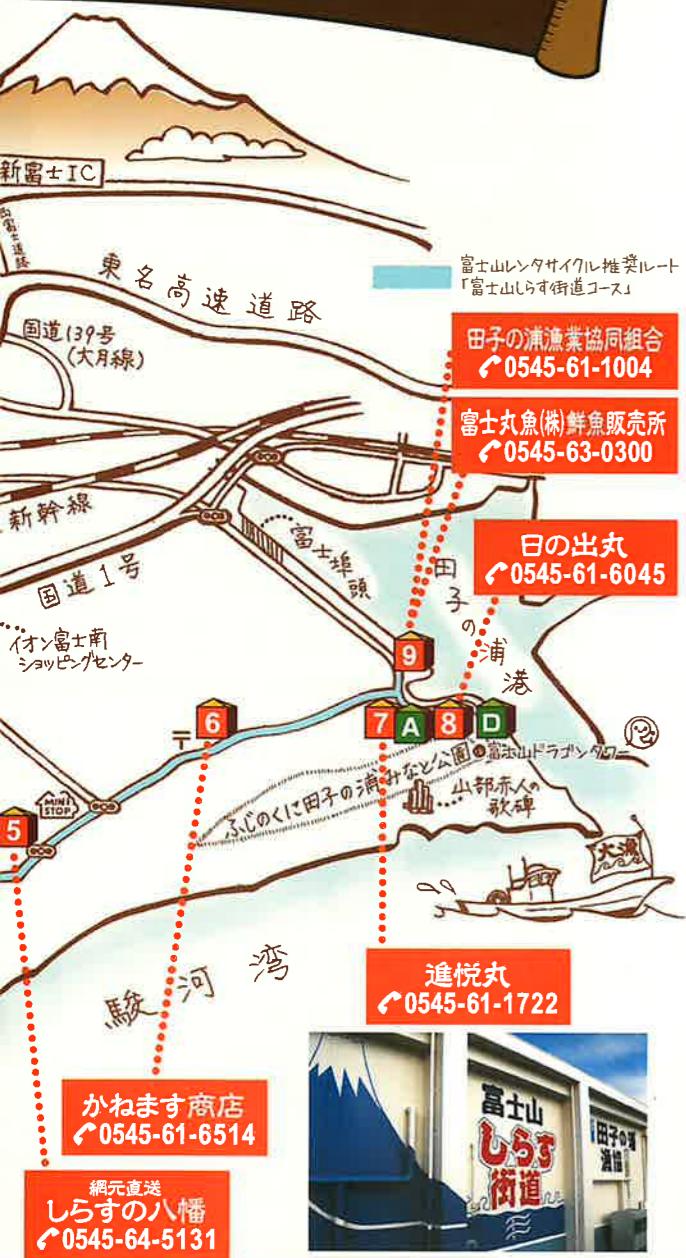 新富士IC
西富士道路
東名高速道路
富士山レンタサイクル推奨ルート
「富士山しらす街道コース」
国道139号
(大月線)
田子の浦漁業協同組合
0545-61-1004
富士丸魚(株)鮮魚販売所
0545-63-0300
新幹線
富士埠頭
日の出丸
0545-61-6045
国道1号
田子の浦港
イオン富士南
ショッピングセンター
9
6
7
A
8
D
〒
富士山ドラゴンタワー
ふじのくに田子の浦みなと公園
山部赤人の
歌碑
MINI
STOP
5
大漁
駿河湾
進悦丸
0545-61-1722
かねます商店
0545-61-6514
網元直送
しらすの八幡
0545-64-5131
富士山
しらす
街道
田子の浦
漁協